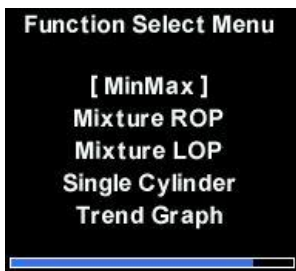 Function Select Menu
[ MinMax ]
Mixture ROP
Mixture LOP
Single Cylinder
Trend Graph